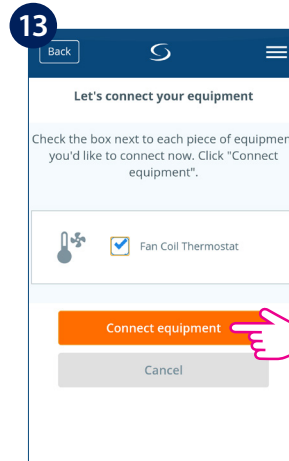 13
Back
Let's connect your equipment
Check the box next to each piece of equipmen
you'd like to connect now. Click "Connect
equipment".
Fan Coil Thermostat
Connect equipment
Cancel